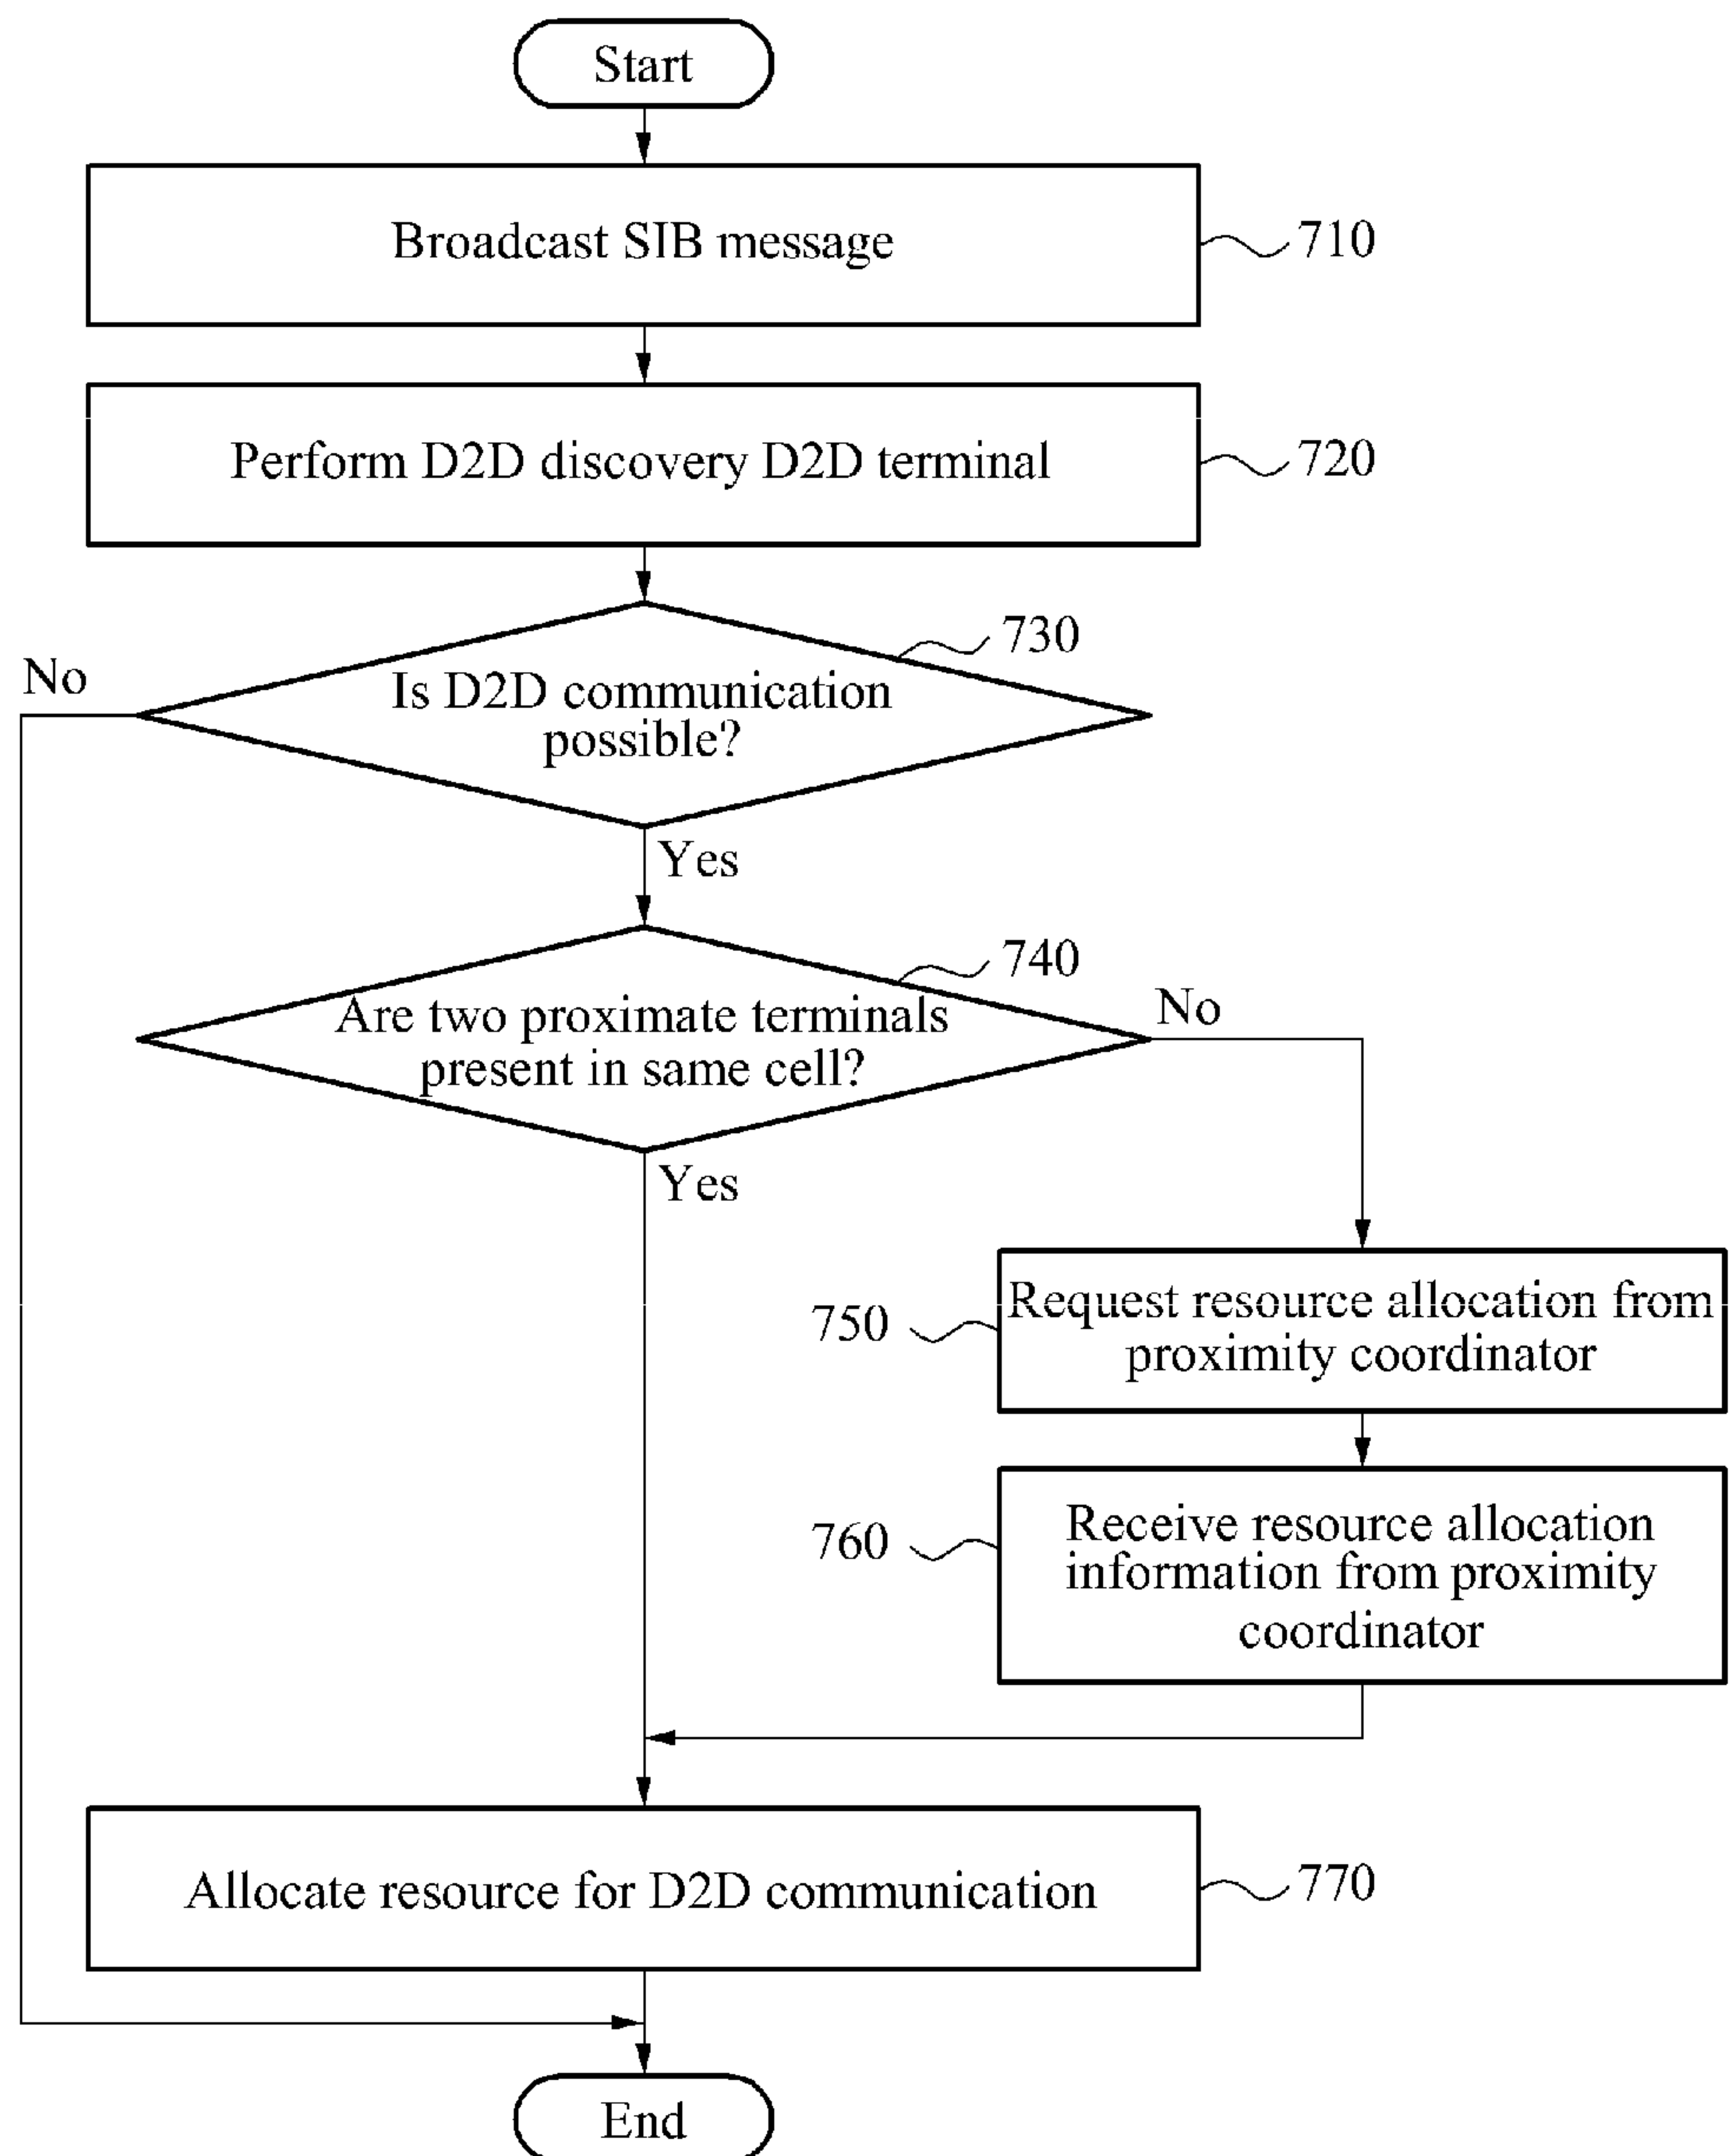 Start
Broadcast SIB message
710
Perform D2D discovery D2D terminal
720
730
No
Is D2D communication
possible?
Yes
740
Are two proximate terminals
present in same cell?
No
Yes
750
Request resource allocation from
proximity coordinator
760
Receive resource allocation
information from proximity
coordinator
Allocate resource for D2D communication
770
End